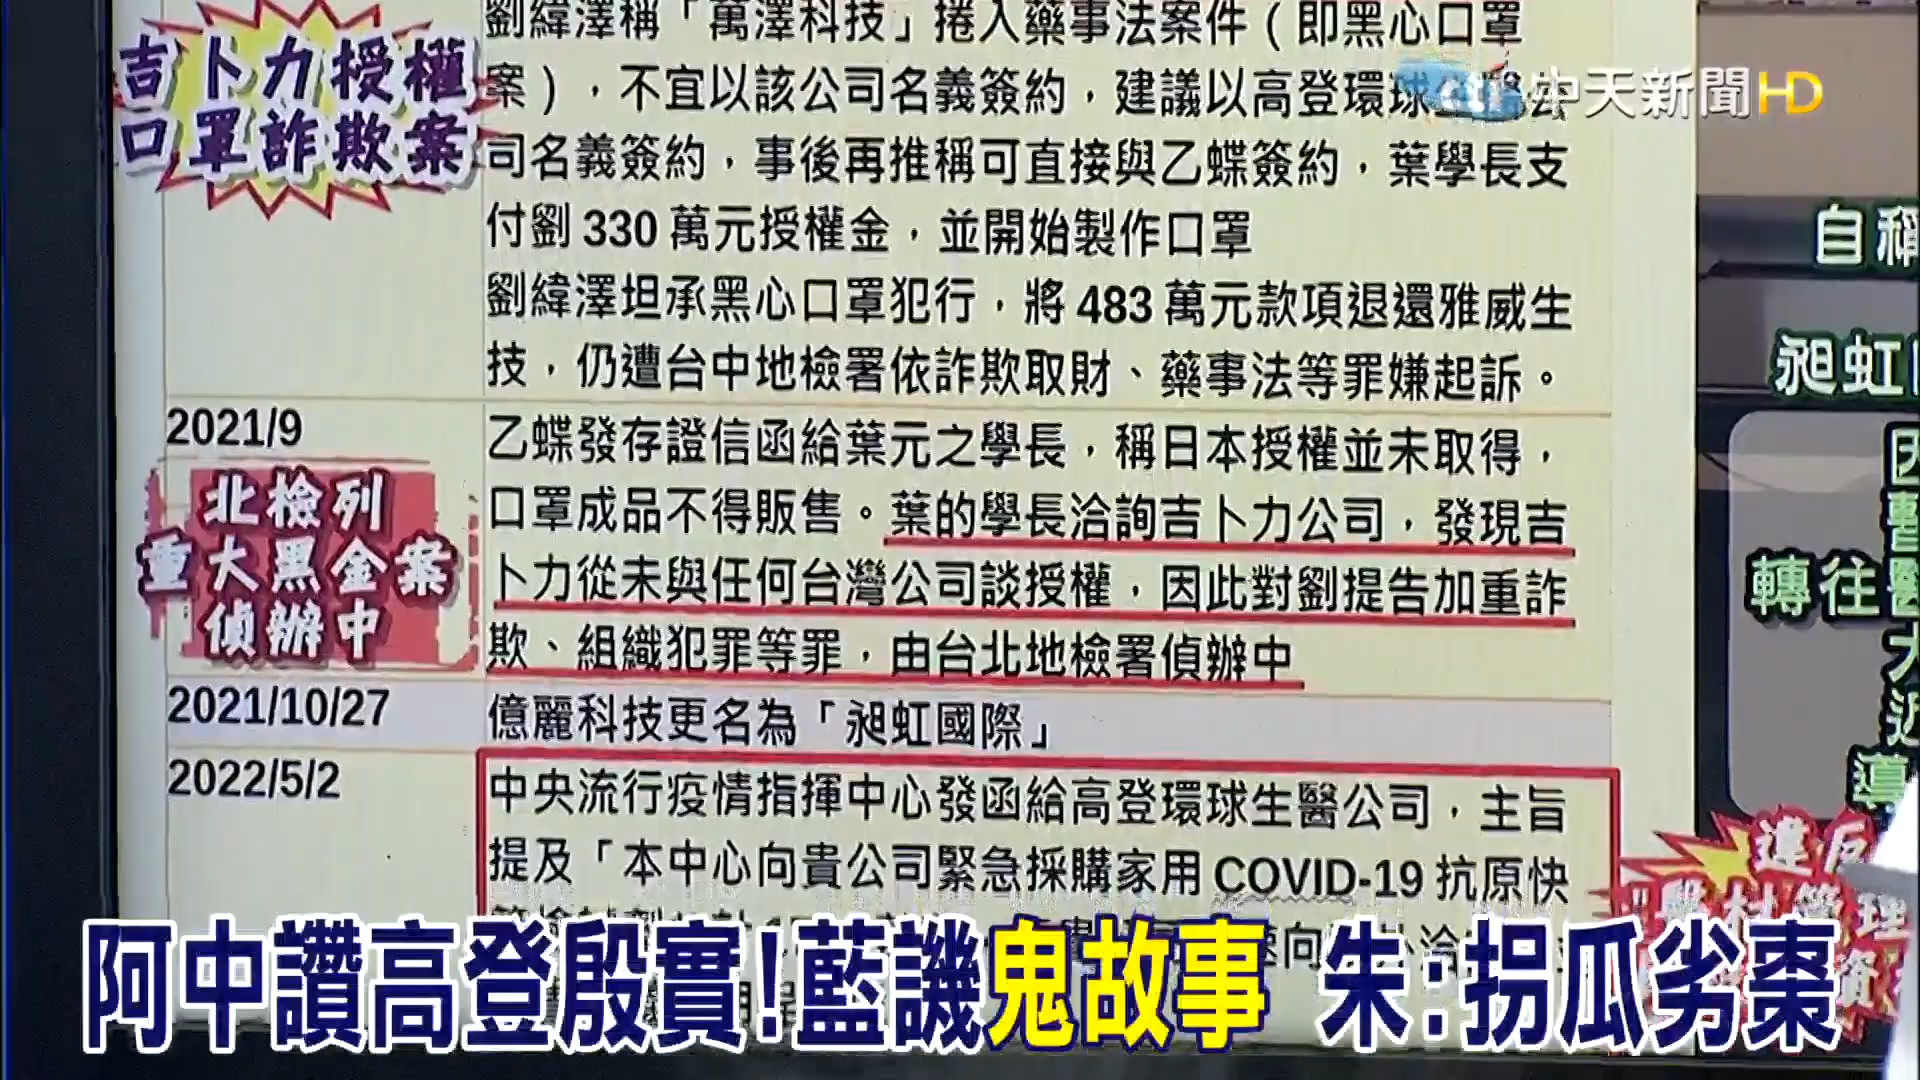 劉緯澤稱「萬澤科技」捲入藥事法案件（即黑心口罩
案），不宜以該公司名義簽約，建議以高登環球生醫公
司名義簽約，事後再推稱可直接與乙蝶簽約，葉學長支
付劉 330 萬元授權金，並開始製作口罩
劉緯澤坦承黑心口罩犯行，將 483 萬元款項退還雅威生
技，仍遭台中地檢署依詐欺取財、藥事法等罪嫌起訴。
吉卜力授權
口罩詐欺案
中天新聞HD
2021/9
乙蝶發存證信函給葉元之學長，稱日本授權並未取得，
口罩成品不得販售。葉的學長洽詢吉卜力公司，發現吉
卜力從未與任何台灣公司談授權，因此對劉提告加重詐
欺、組織犯罪等罪，由台北地檢署偵辦中
北檢列
重大黑金案
偵辦中
2021/10/27
億麗科技更名為「昶虹國際」
2022/5/2
中央流行疫情指揮中心發函給高登環球生醫公司，主旨
提及「本中心向貴公司緊急採購家用 COVID-19 抗原快
自稱
昶虹
因
轉往
大
近
導
違反
理
資
阿中讚高登殷實!藍譏鬼故事 朱:拐瓜劣棗